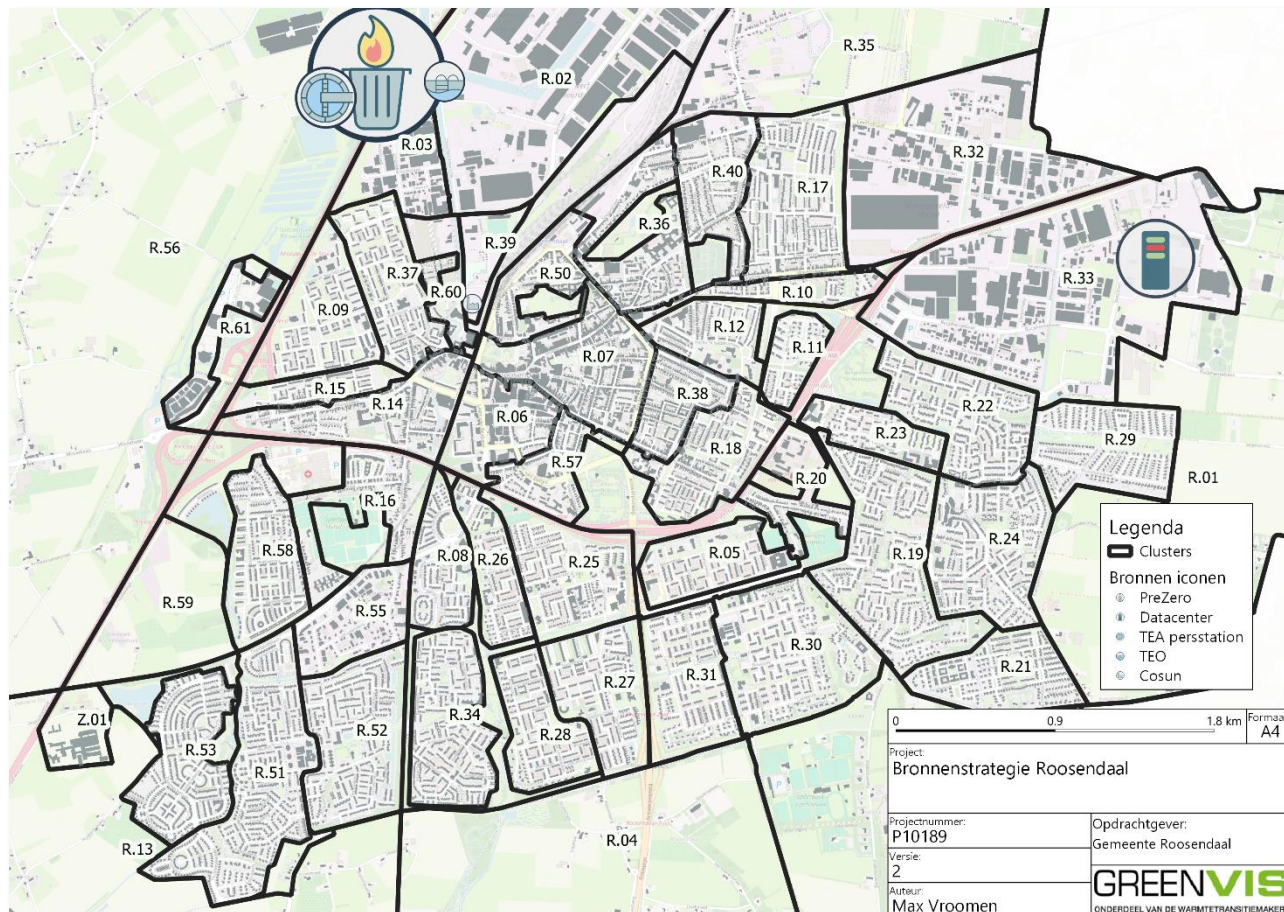 R.35
R.02
R.03
R.32
R.40
R.17
R.36
R.56
R.39
R.37
R.50
R.60
R.33
R.10
R.09
R.61
R.12
R.11
R.07
R.15
R.14
R.38
R.06
R.22
R.23
R.29
R.18
R.57
R.20
R.01
R.16
R.58
R.08
R.26
R.25
R.05
R.19
R.24
R.59
R.55
R.30
R.21
R.31
R.27
Z.01
R.53
R.52
R.34
R.28
R.51
R.13
R.04
Legenda
Clusters
Bronnen iconen
PreZero
Datacenter
TEA persstation
TEO
Cosun
0 0.9 1.8 km
Formaat
A4
Project:
Bronnenstrategie Roosendaal
Projectnummer:
P10189
Versie:
2
Auteur:
Max Vroomen
Opdrachtgever:
Gemeente Roosendaal
GREENVIS
ONDERDEEL VAN DE WARMTETRANSITIEMAKERS